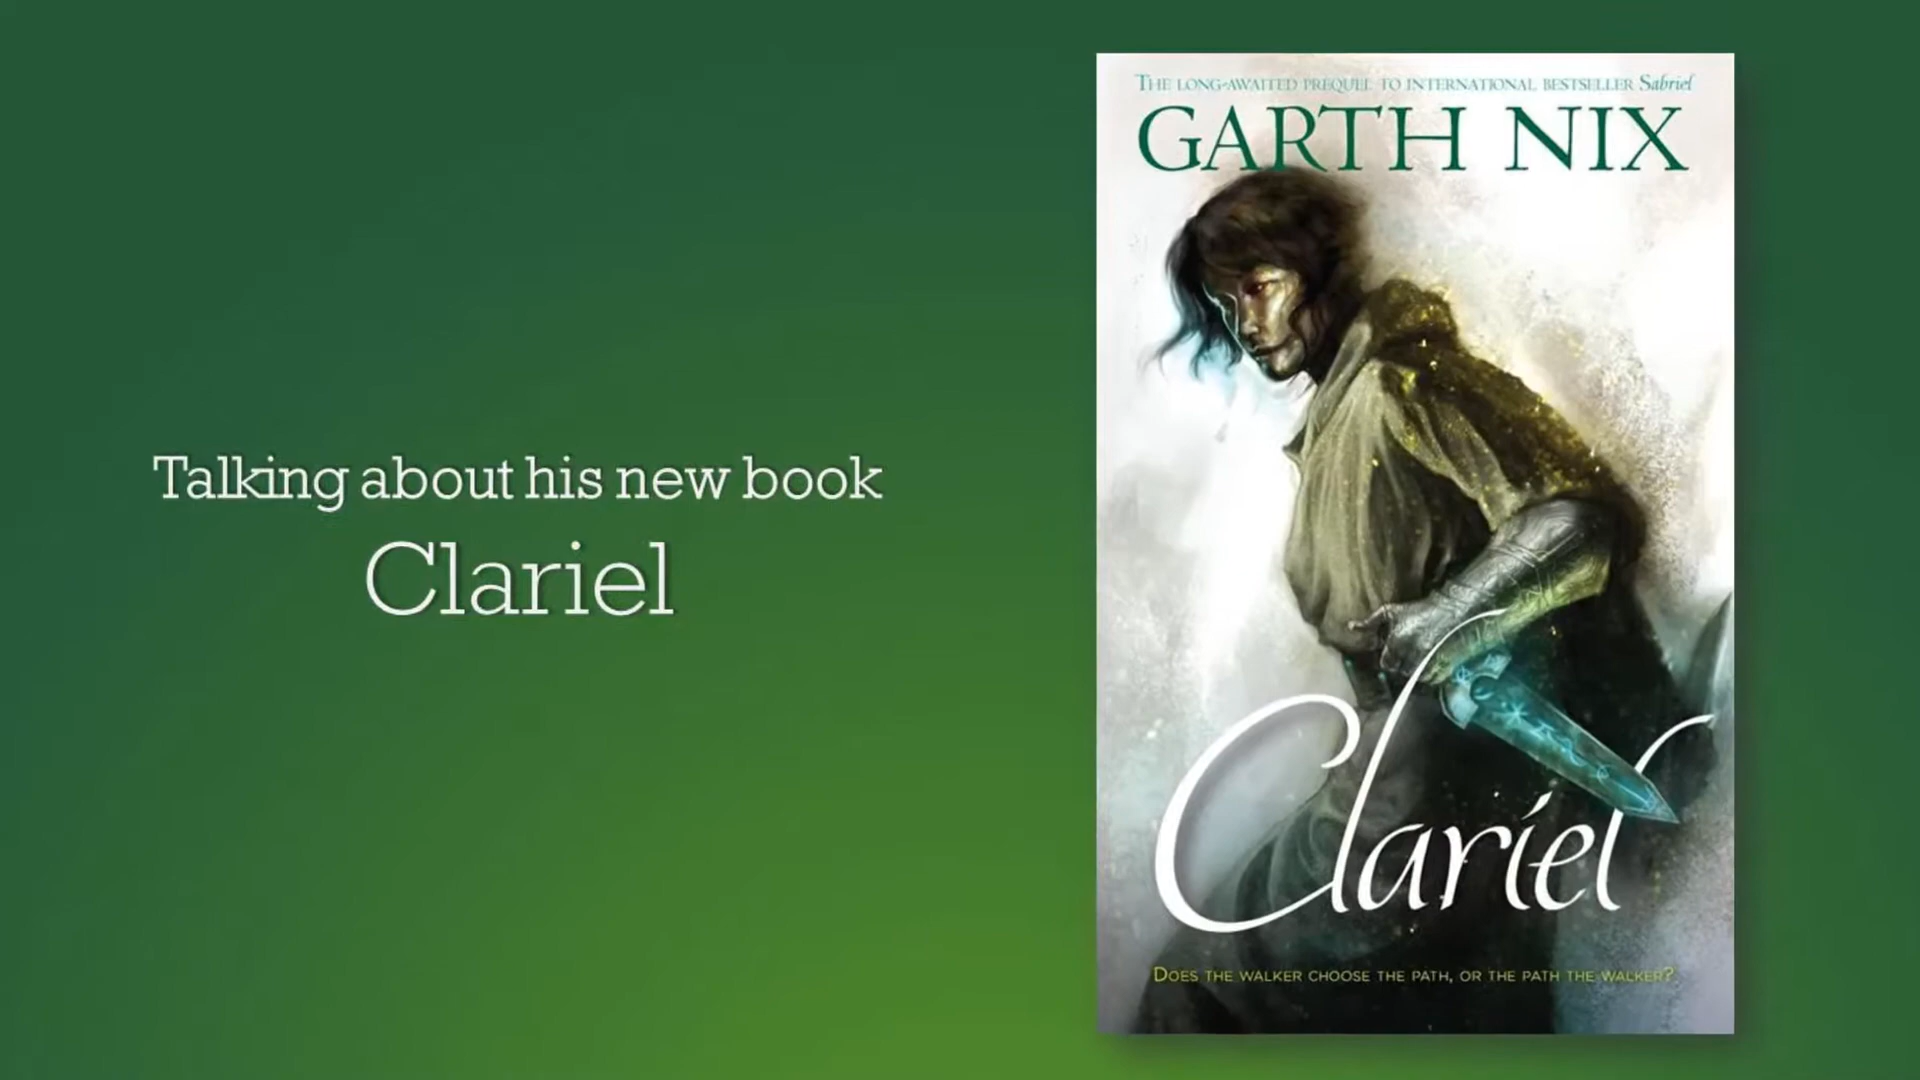 Talking about his new book
Clariel
THE LONG-AWAITED PREQUEL TO INTERNATIONAL BESTSELLER Sabriel
GARTH NIX
Clariel
DOES THE WALKER CHOOSE THE PATH, OR THE PATH THE WALKER?